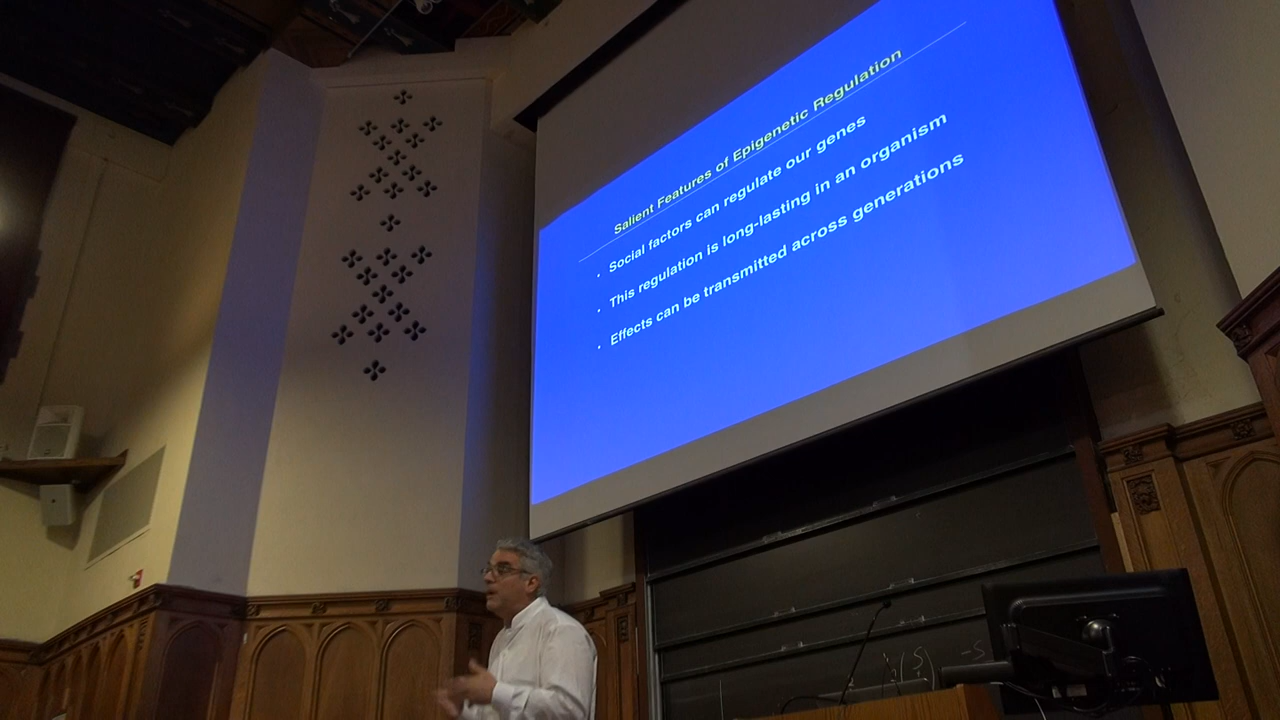 Salient Features of Epigenetic Regulation
• Social factors can regulate our genes
• This regulation is long-lasting in an organism
• Effects can be transmitted across generations